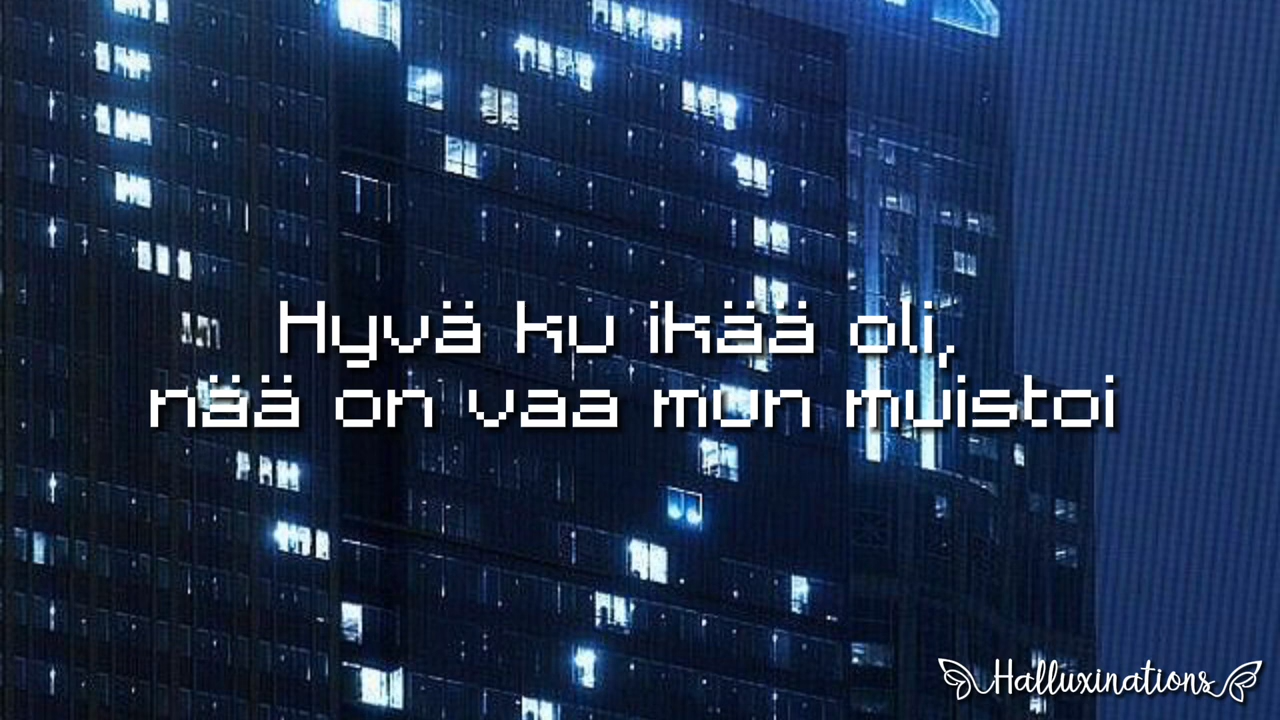 Hyvä ku ikää oli,
nää on vaa mun muistoi
Halluxinations